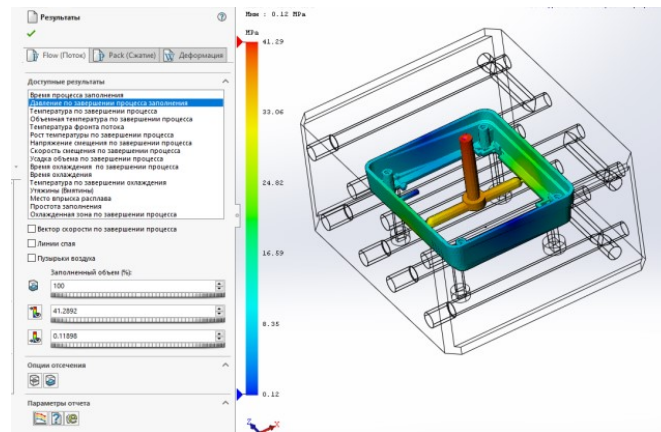 Результаты
Flow (Поток)
Pack (Сжатие)
Деформация
Доступные результаты
Время процесса заполнения
Давление по завершении процесса заполнения
Температура по завершении процесса
Объемная температура по завершении процесса
Температура фронта потока
Рост температуры по завершении процесса
Напряжение смещения по завершении процесса
Скорость смещения по завершении процесса
Усадка объема по завершении процесса
Время охлаждения по завершении процесса
Время охлаждения
Температура по завершении охлаждения
Утяжины (Вмятины)
Место впрыска расплава
Простота заполнения
Охлажденная зона по завершении процесса
Вектор скорости по завершении процесса
Линии спая
Пузырьки воздуха
Заполненный объем (%):
100
41.2892
0.11898
Опции отсечения
Параметры отчета
: 0.12 MPa
MPa
41.29
33.06
24.82
16.59
8.35
0.12
Z
X